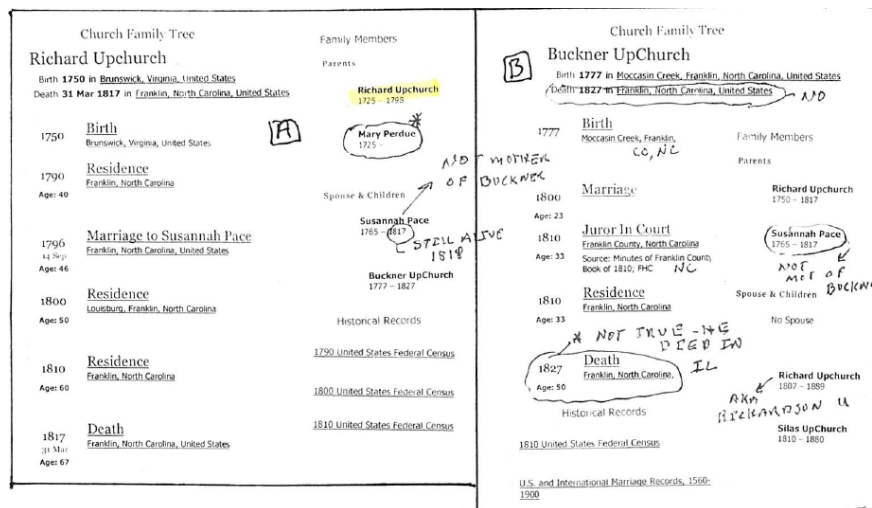 Church Family Tree
Richard Upchurch
Birth 1750 in Brunswick, Virginia, United States
Death 31 Mar 1817 in Franklin, North Carolina, United States
1750
Birth
Brunswick, Virginia, United States
1790
Age: 40
Residence
Franklin, North Carolina
1796
14 Sep
Age: 46
Marriage to Susannah Pace
Franklin, North Carolina, United States
1800
Age: 50
Residence
Louisburg, Franklin, North Carolina
1810
Age: 60
Residence
Franklin, North Carolina
1817
31 Mar
Age: 67
Death
Franklin, North Carolina, United States
A
Family Members
Parents
Richard Upchurch
1725 - 1798
*
Mary Perdue
1725 -
NOT MOTHER
OF BUCKNER
Spouse & Children
Susannah Pace
1765 - 1817
STILL ALIVE
1818
Buckner UpChurch
1777 - 1827
Historical Records
1790 United States Federal Census
1800 United States Federal Census
1810 United States Federal Census
Church Family Tree
B
Buckner UpChurch
Birth 1777 in Moccasin Creek, Franklin, North Carolina, United States
Death 1827 in Franklin, North Carolina, United States
NO
1777
Birth
Moccasin Creek, Franklin,
CO, NC
1800
Age: 23
Marriage
1810
Age: 33
Juror In Court
Franklin County, North Carolina
Source: Minutes of Franklin County
Book of 1810; FHC
NC
1810
Age: 33
Residence
Franklin, North Carolina
* NOT TRUE - HE
DIED IN
IL
1827
Age: 50
Death
Franklin, North Carolina,
Historical Records
1810 United States Federal Census
U.S. and International Marriage Records, 1560-
1900
Family Members
Parents
Richard Upchurch
1750 - 1817
Susannah Pace
1765 - 1817
NOT
OF
Spouse & Children
No Spouse
Richard Upchurch
1807 - 1889
AKA
RICHARDSON U
Silas UpChurch
1810 - 1880